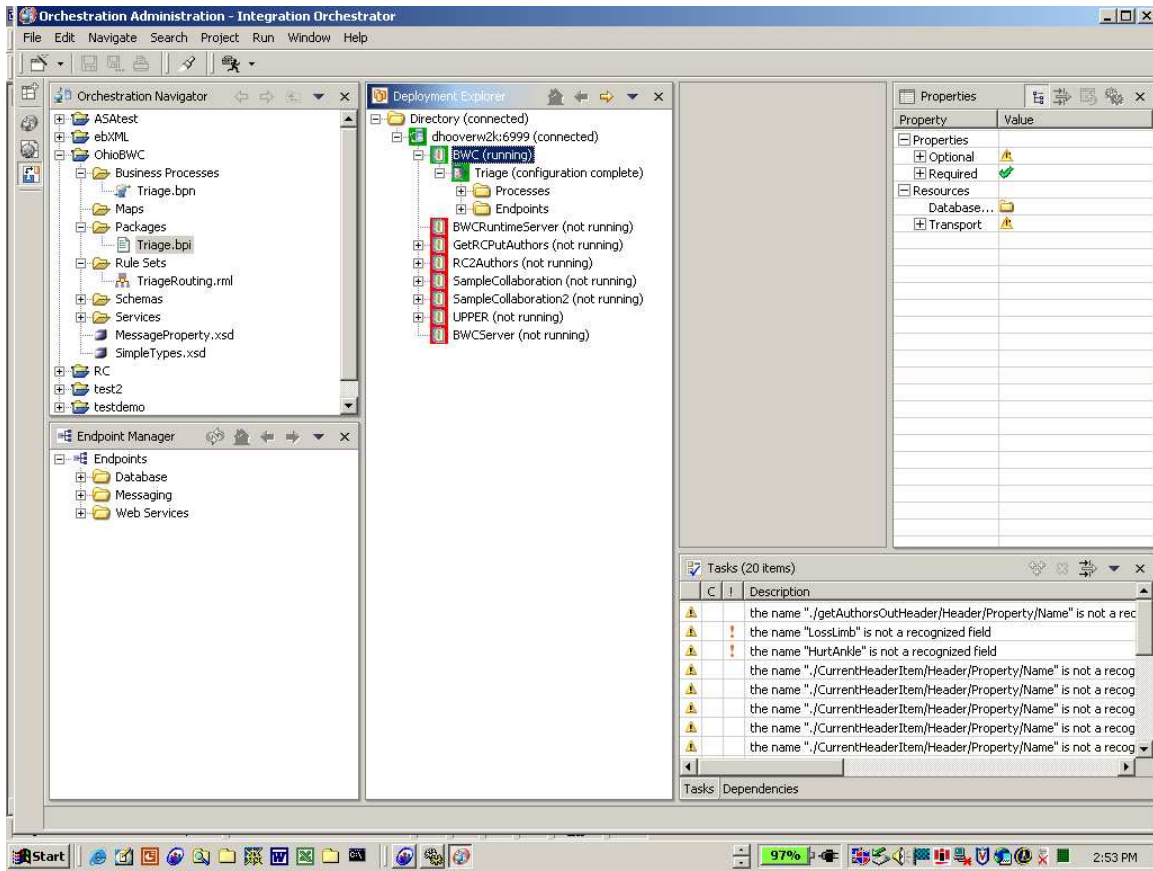 Orchestration Administration - Integration Orchestrator
File Edit Navigate Search Project Run Window Help
Orchestration Navigator
ASAtest
ebXML
OhioBWC
Business Processes
Triage.bpn
Maps
Packages
Triage.bpi
Rule Sets
TriageRouting.rml
Schemas
Services
MessageProperty.xsd
SimpleTypes.xsd
RC
test2
testdemo
Endpoint Manager
Endpoints
Database
Messaging
Web Services
Deployment Explorer
Directory (connected)
dhooverw2k:6999 (connected)
BWC (running)
Triage (configuration complete)
Processes
Endpoints
BWCRuntimeServer (not running)
GetRCPutAuthors (not running)
RC2Authors (not running)
SampleCollaboration (not running)
SampleCollaboration2 (not running)
UPPER (not running)
BWCServer (not running)
Properties
Property Value
Properties
Optional
Required
Resources
Database...
Transport
Tasks (20 items)
C ! Description
the name "./getAuthorsOutHeader/Header/Property/Name" is not a rec
! the name "LossLimb" is not a recognized field
! the name "HurtAnkle" is not a recognized field
the name "./CurrentHeaderItem/Header/Property/Name" is not a recog
the name "./CurrentHeaderItem/Header/Property/Name" is not a recog
the name "./CurrentHeaderItem/Header/Property/Name" is not a recog
the name "./CurrentHeaderItem/Header/Property/Name" is not a recog
the name "./CurrentHeaderItem/Header/Property/Name" is not a recog
Tasks Dependencies
Start 97% 2:53 PM